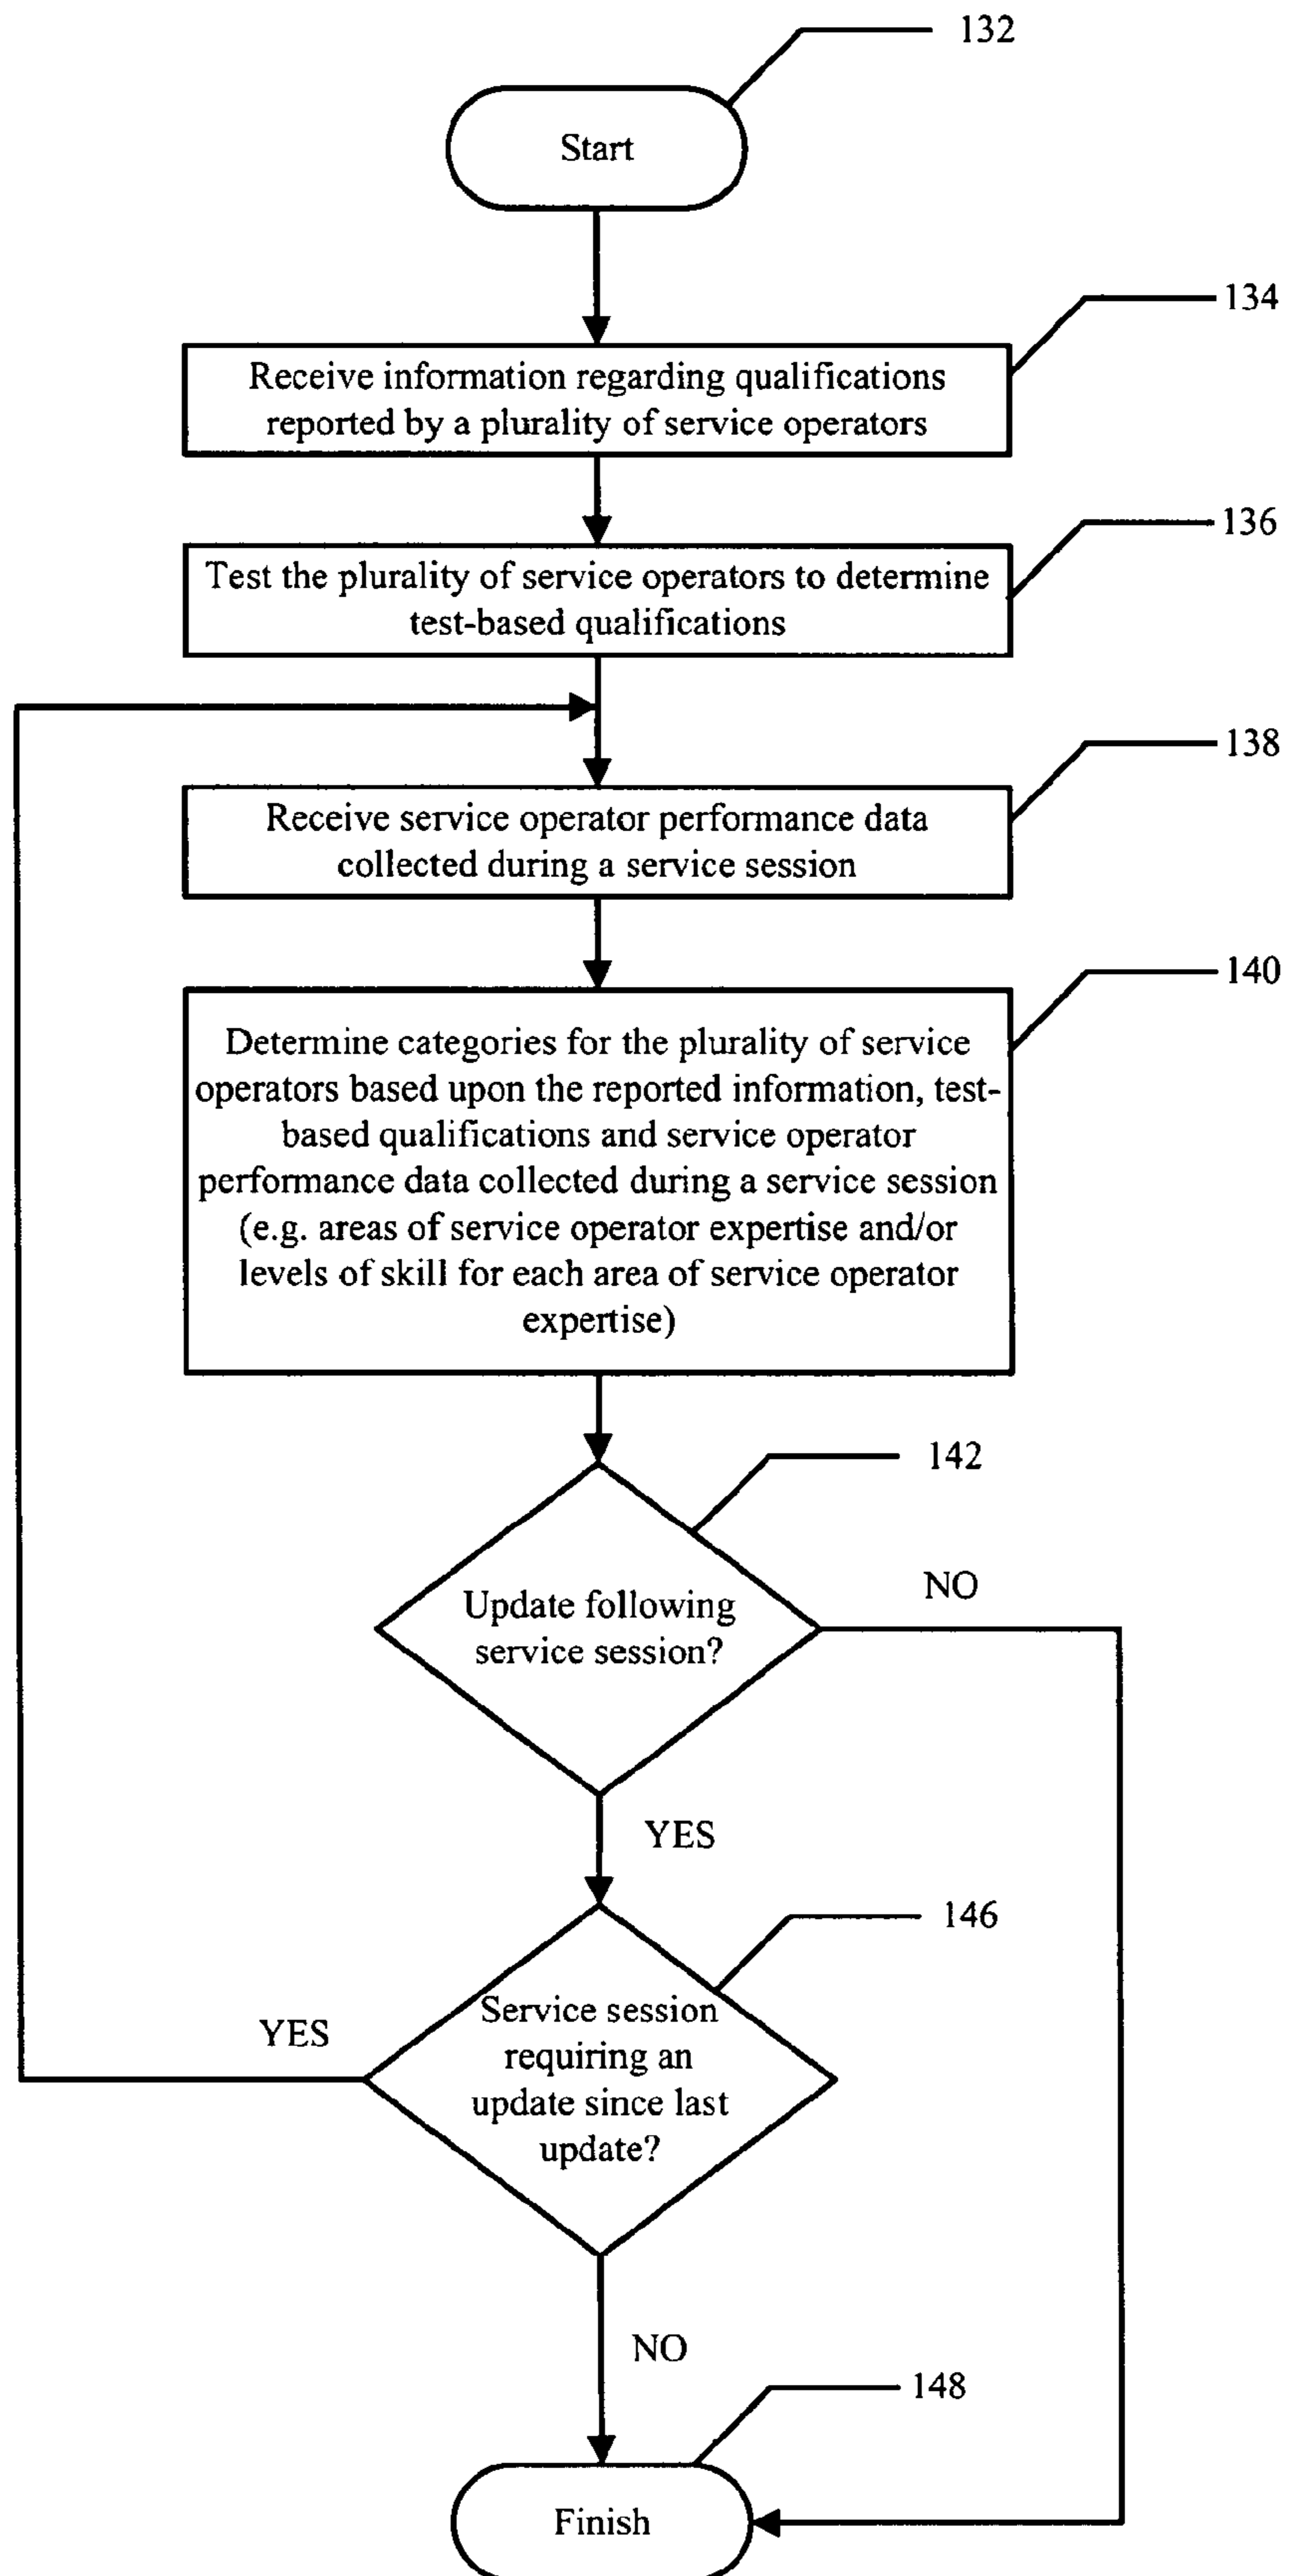 132
Start
134
Receive information regarding qualifications
reported by a plurality of service operators
136
Test the plurality of service operators to determine
test-based qualifications
138
Receive service operator performance data
collected during a service session
140
Determine categories for the plurality of service
operators based upon the reported information, test-
based qualifications and service operator
performance data collected during a service session
(e.g. areas of service operator expertise and/or
levels of skill for each area of service operator
expertise)
142
NO
Update following
service session?
YES
146
YES
Service session
requiring an
update since last
update?
NO
148
Finish